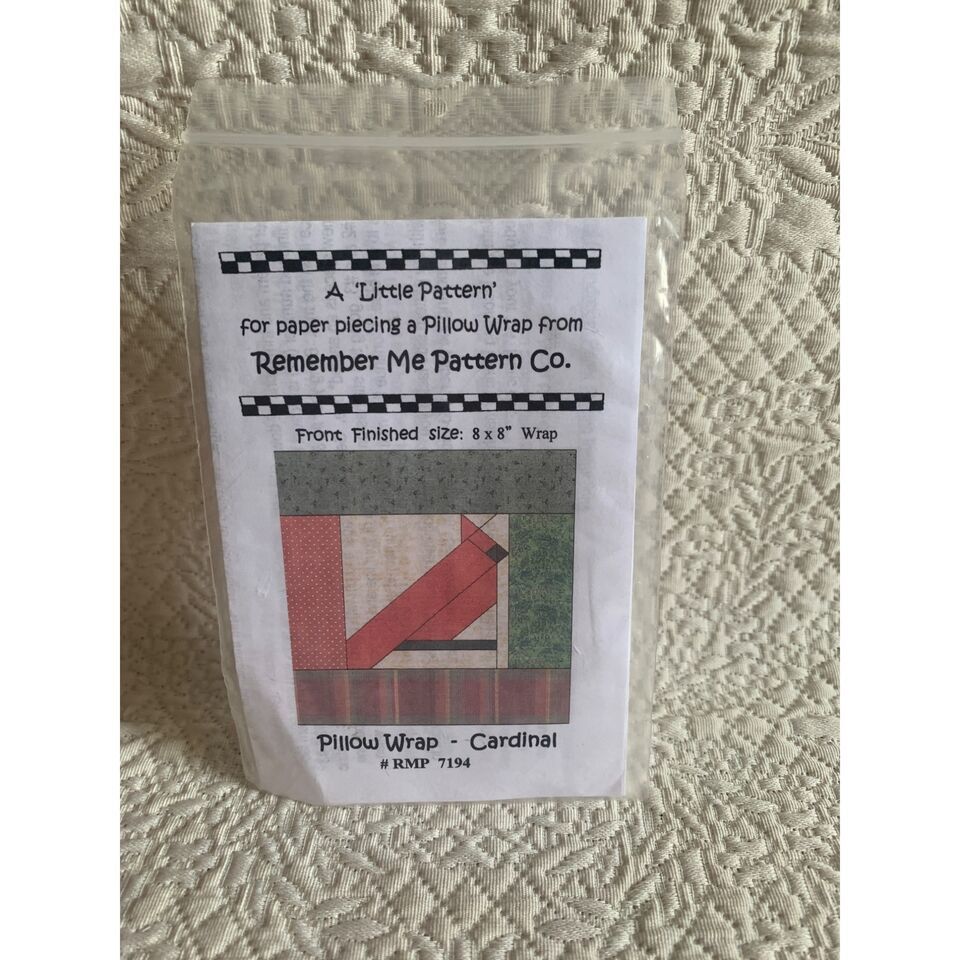 A 'Little Pattern'
for paper piecing a Pillow Wrap from
Remember Me Pattern Co.
Front Finished size: 8 x 8" Wrap
Pillow Wrap - Cardinal
# RMP 7194